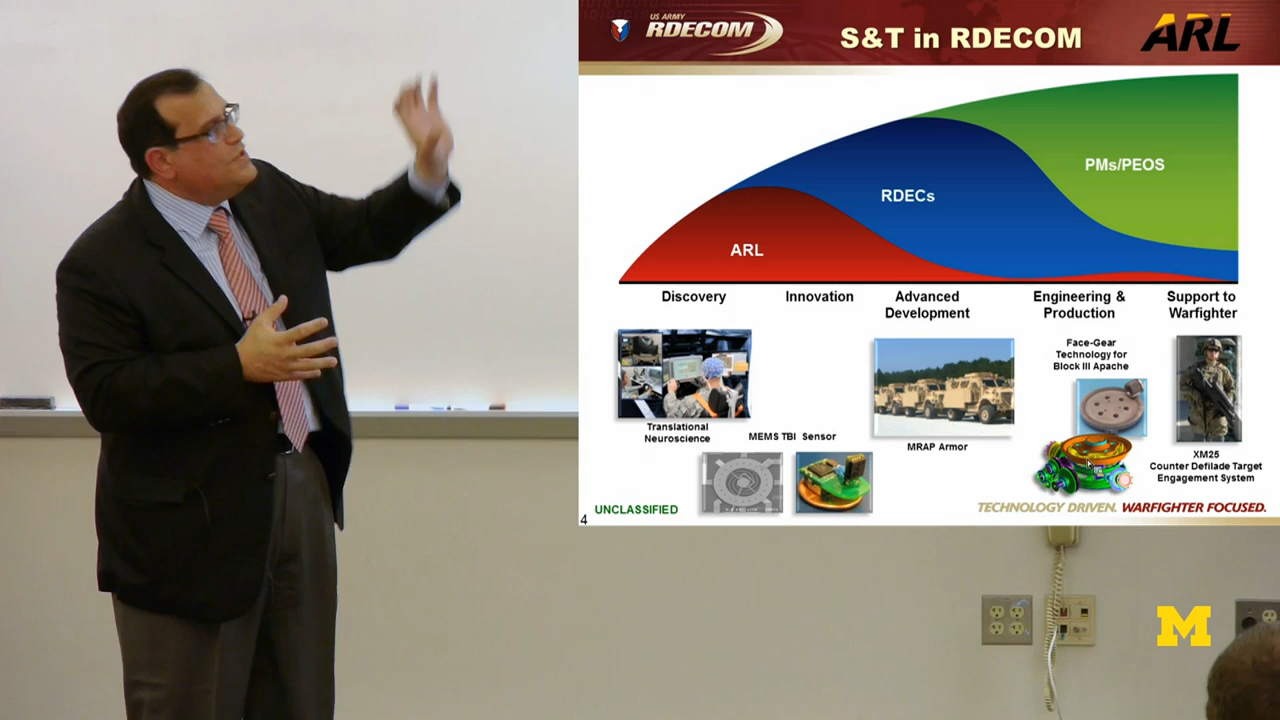 US ARMY
RDECOM
S&T in RDECOM
ARL
PMs/PEOS
RDECs
ARL
Discovery
Innovation
Advanced
Development
Engineering &
Production
Support to
Warfighter
Translational
Neuroscience
MEMS TBI Sensor
MRAP Armor
Face-Gear
Technology for
Block III Apache
XM25
Counter Defilade Target
Engagement System
UNCLASSIFIED
TECHNOLOGY DRIVEN. WARFIGHTER FOCUSED.
4
M